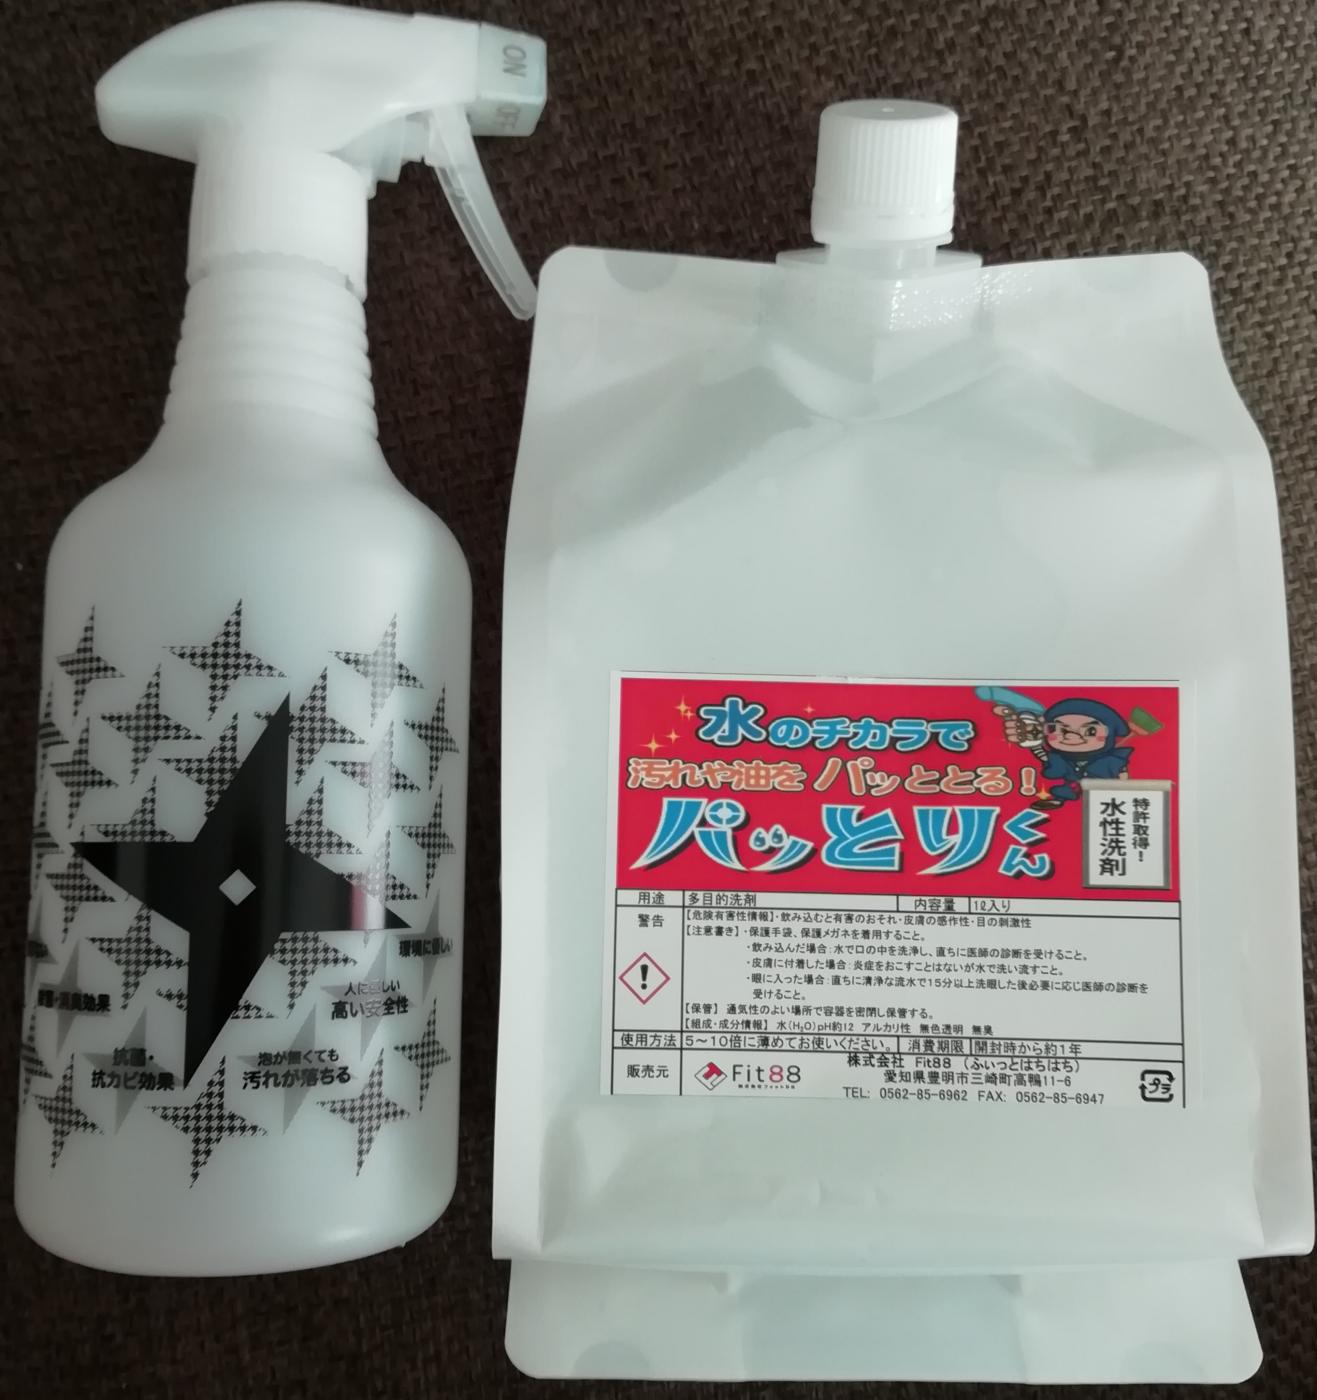 ON
OFF
環境に優しい
消臭効果
人に優しい
高い安全性
抗菌・
抗カビ効果
泡が無くても
汚れが落ちる
水のチカラで
汚れや油をパッととる!
パッとりくん
特許取得!
水性洗剤
用途 多目的洗剤 内容量 1ℓ入り
警告
【危険有害性情報】・飲み込むと有害のおそれ・皮膚の感作性・目の刺激性
【注意書き】・保護手袋、保護メガネを着用すること。
・飲み込んだ場合:水で口の中を洗浄し、直ちに医師の診断を受けること。
・皮膚に付着した場合:炎症をおこすことはないが水で洗い流すこと。
・眼に入った場合:直ちに清浄な流水で15分以上洗眼した後必要に応じ医師の診断を
受けること。
【保管】 通気性のよい場所で容器を密閉し保管する。
【組成・成分情報】 水(H₂O)pH約12 アルカリ性 無色透明 無臭
使用方法 5〜10倍に薄めてお使いください。 消費期限 開封時から約1年
販売元
Fit88
株式会社フィット88
株式会社 Fit88 (ふぃっとはちはち)
愛知県豊明市三崎町高鴨11-6
TEL: 0562-85-6962 FAX: 0562-85-6947
プラ